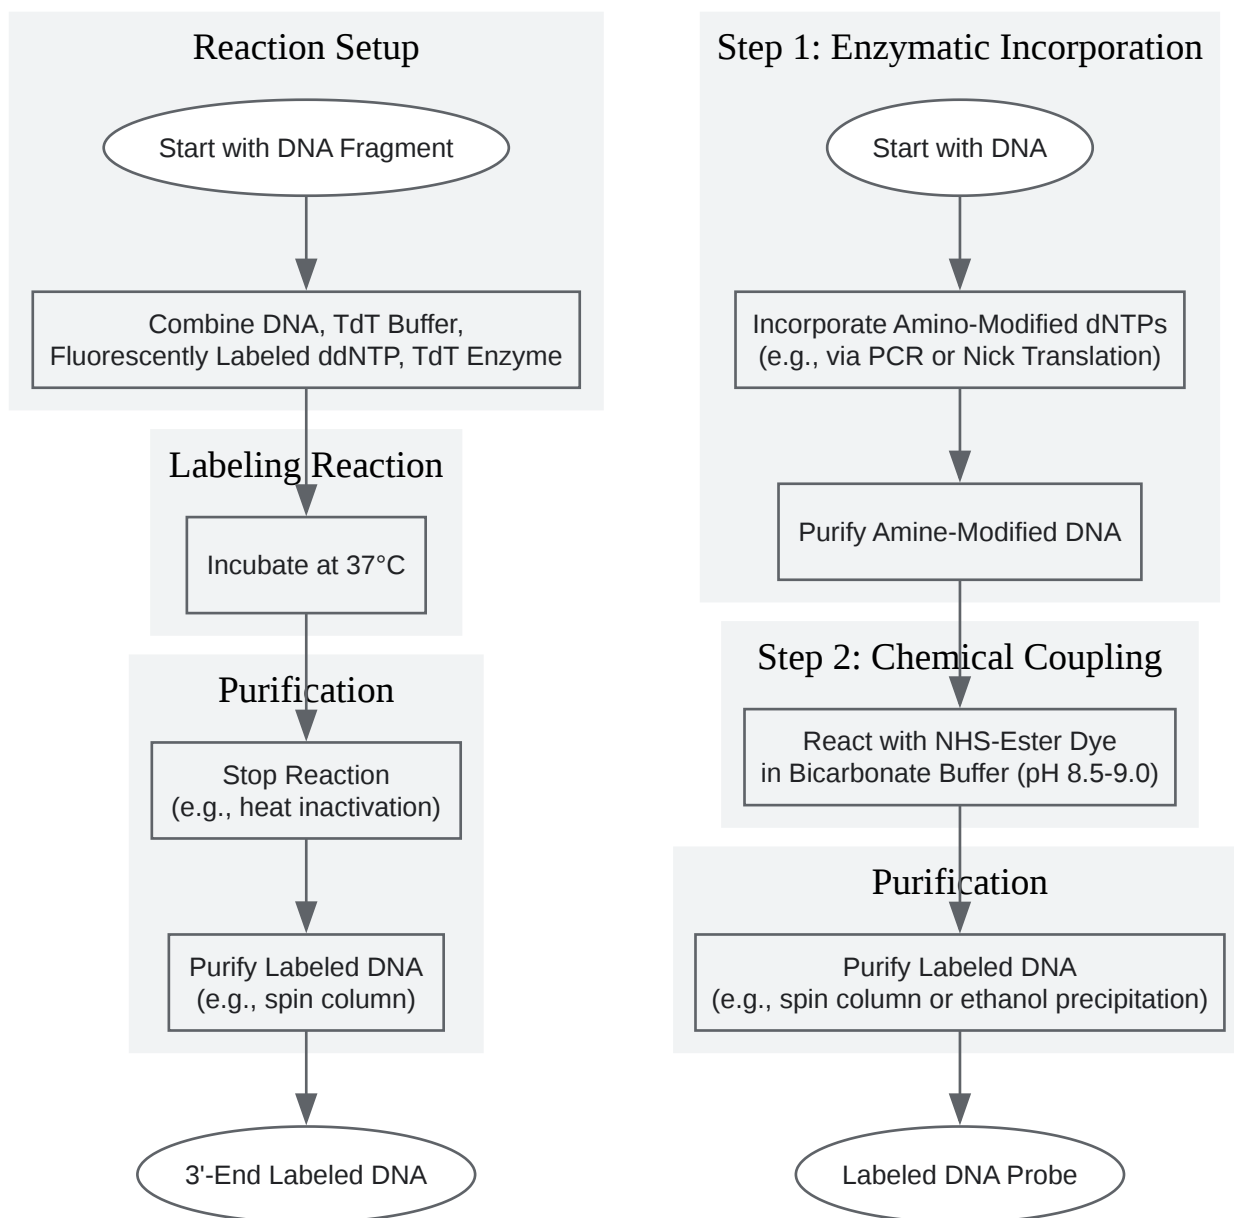 Reaction Setup
Start with DNA Fragment
Combine DNA, TdT Buffer,
Fluorescently Labeled ddNTP, TdT Enzyme
Labeling Reaction
Incubate at 37°C
Purification
Stop Reaction
(e.g., heat inactivation)
Purify Labeled DNA
(e.g., spin column)
3'-End Labeled DNA
Step 1: Enzymatic Incorporation
Start with DNA
Incorporate Amino-Modified dNTPs
(e.g., via PCR or Nick Translation)
Purify Amine-Modified DNA
Step 2: Chemical Coupling
React with NHS-Ester Dye
in Bicarbonate Buffer (pH 8.5-9.0)
Purification
Purify Labeled DNA
(e.g., spin column or ethanol precipitation)
Labeled DNA Probe